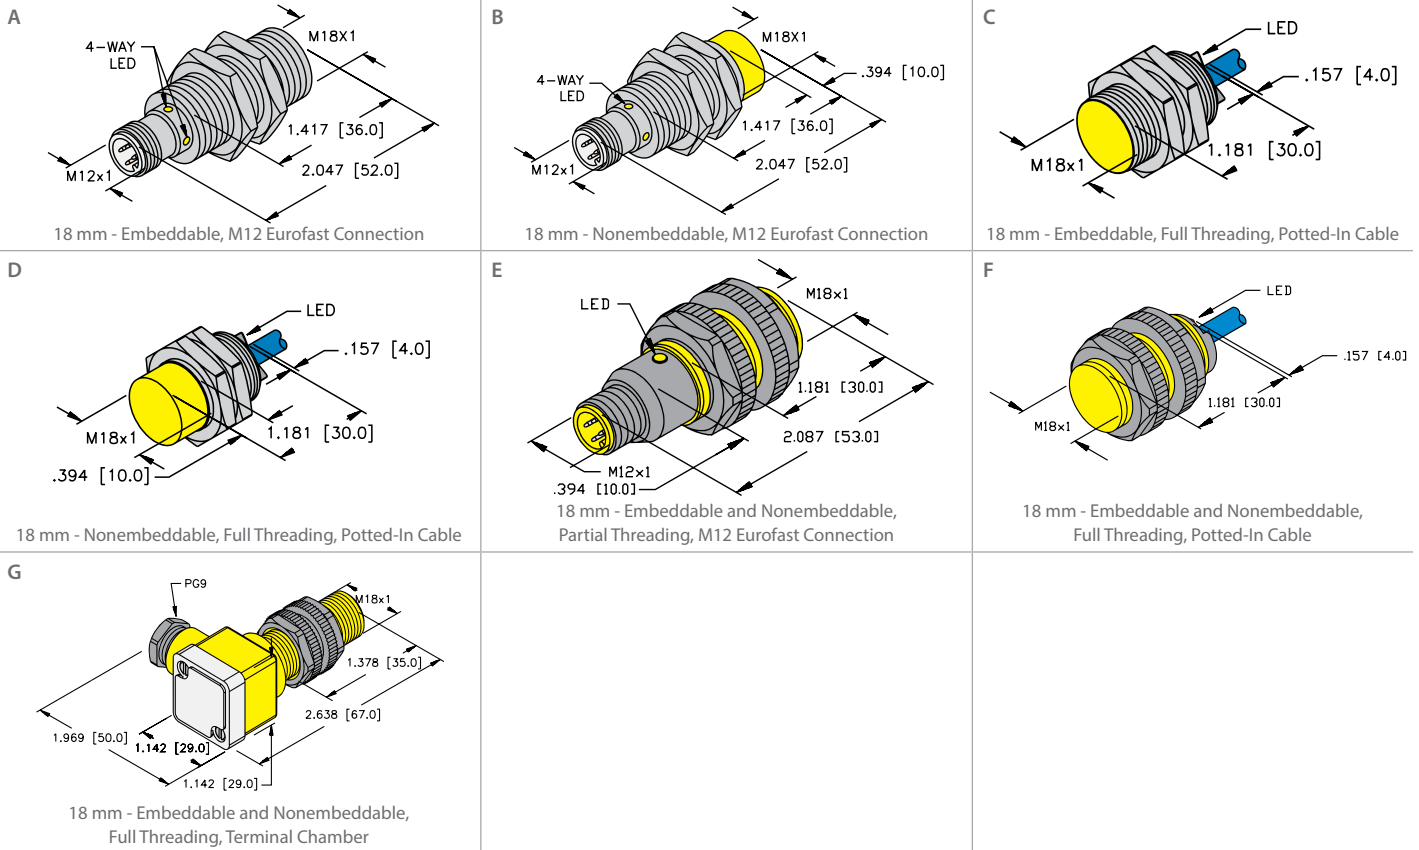 A
4-WAY
LED
M18X1
1.417 [36.0]
2.047 [52.0]
M12x1
18 mm - Embeddable, M12 Eurofast Connection
B
4-WAY
LED
M18X1
.394 [10.0]
1.417 [36.0]
2.047 [52.0]
M12x1
18 mm - Nonembeddable, M12 Eurofast Connection
C
LED
.157 [4.0]
1.181 [30.0]
M18x1
18 mm - Embeddable, Full Threading, Potted-In Cable
D
LED
.157 [4.0]
M18x1
1.181 [30.0]
.394 [10.0]
18 mm - Nonembeddable, Full Threading, Potted-In Cable
E
LED
M18x1
1.181 [30.0]
2.087 [53.0]
M12x1
.394 [10.0]
18 mm - Embeddable and Nonembeddable,
Partial Threading, M12 Eurofast Connection
F
LED
.157 [4.0]
1.181 [30.0]
M18x1
18 mm - Embeddable and Nonembeddable,
Full Threading, Potted-In Cable
G
PG9
M18x1
1.378 [35.0]
2.638 [67.0]
1.969 [50.0]
1.142 [29.0]
1.142 [29.0]
18 mm - Embeddable and Nonembeddable,
Full Threading, Terminal Chamber